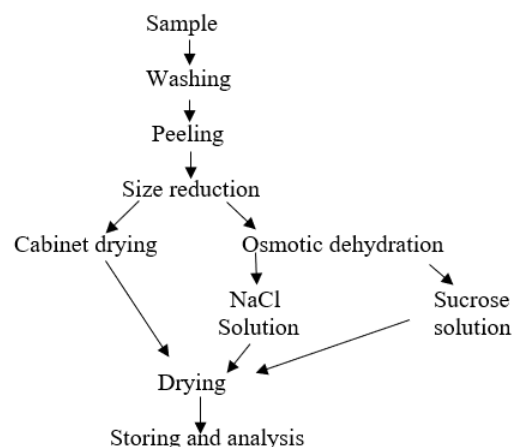 Sample
Washing
Peeling
Size reduction
Cabinet drying
Osmotic dehydration
NaCl
Solution
Sucrose
solution
Drying
Storing and analysis